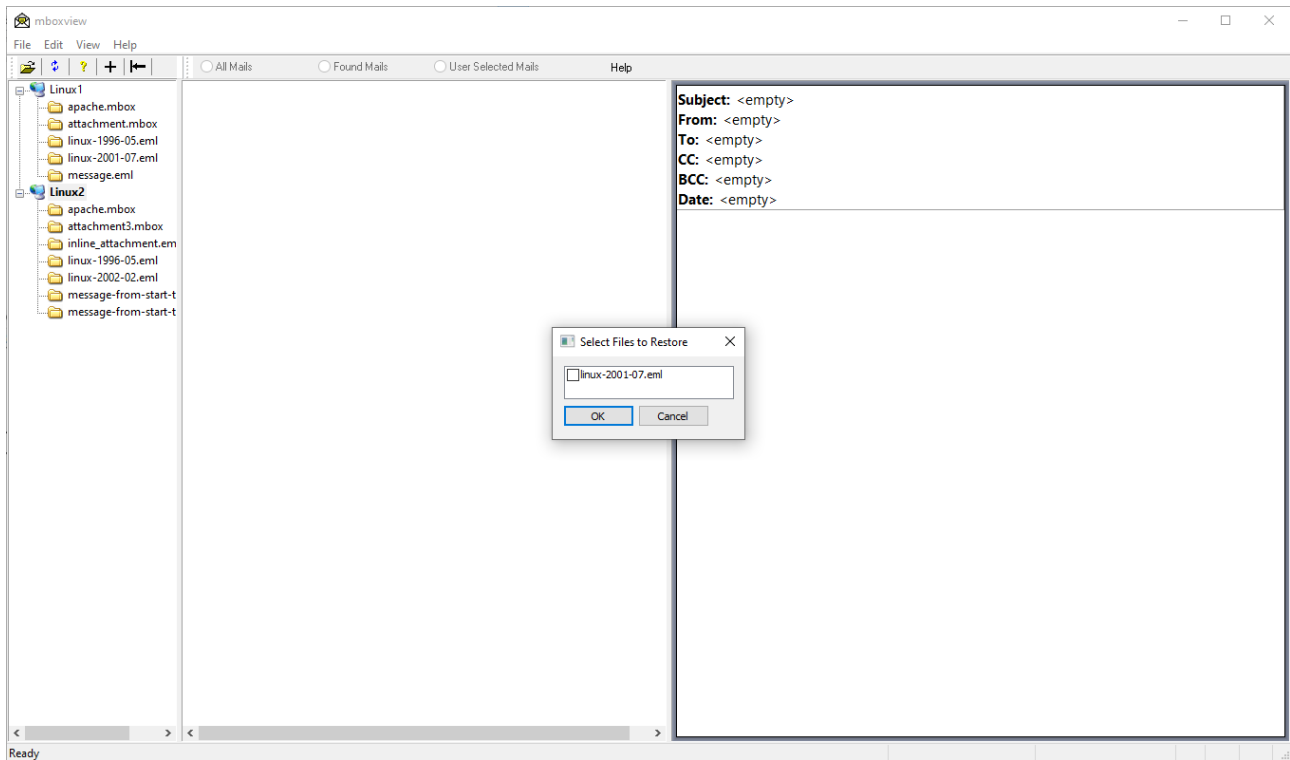 mboxview
File Edit View Help
All Mails Found Mails User Selected Mails Help
Linux1
apache.mbox
attachment.mbox
linux-1996-05.eml
linux-2001-07.eml
message.eml
Linux2
apache.mbox
attachment3.mbox
inline_attachment.em
linux-1996-05.eml
linux-2002-02.eml
message-from-start-t
message-from-start-t
Subject: <empty>
From: <empty>
To: <empty>
CC: <empty>
BCC: <empty>
Date: <empty>
Select Files to Restore
linux-2001-07.eml
OK Cancel
Ready